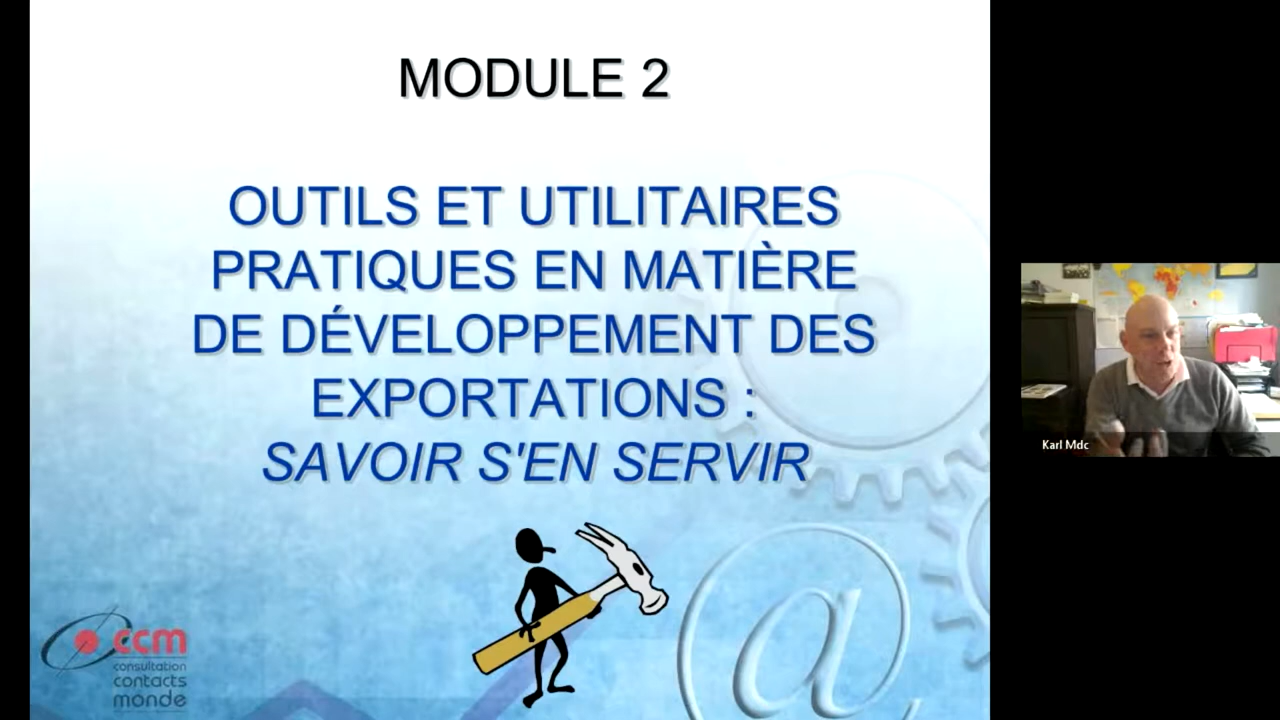 MODULE 2
OUTILS ET UTILITAIRES
PRATIQUES EN MATIÈRE
DE DÉVELOPPEMENT DES
EXPORTATIONS :
SAVOIR S'EN SERVIR
Karl Mdc
@
ccm
consultation
contacts
monde